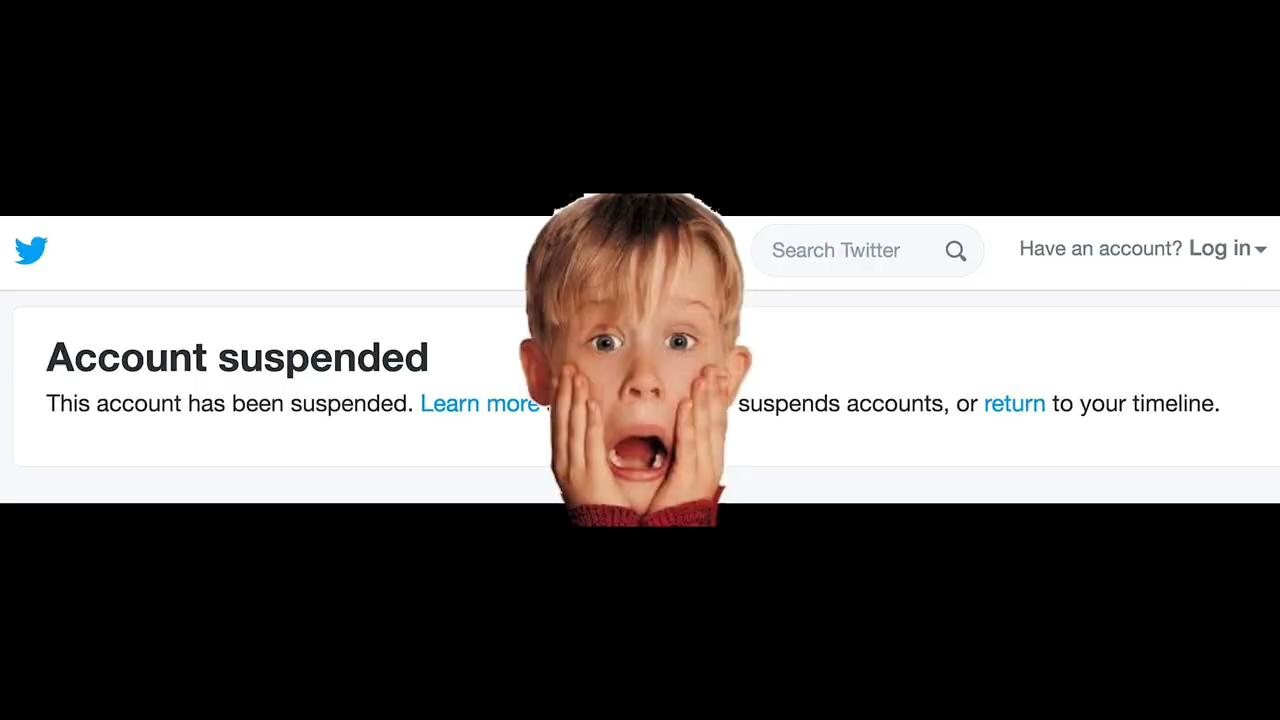 Search Twitter
Have an account? Log in
Account suspended
This account has been suspended. Learn more suspends accounts, or return to your timeline.